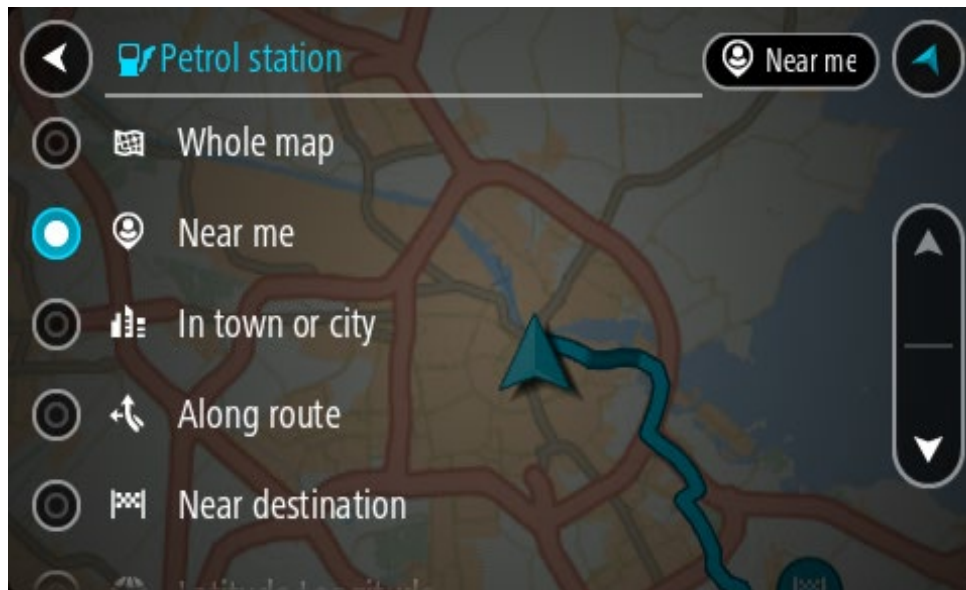 Petrol station
Near me
Whole map
Near me
In town or city
Along route
Near destination